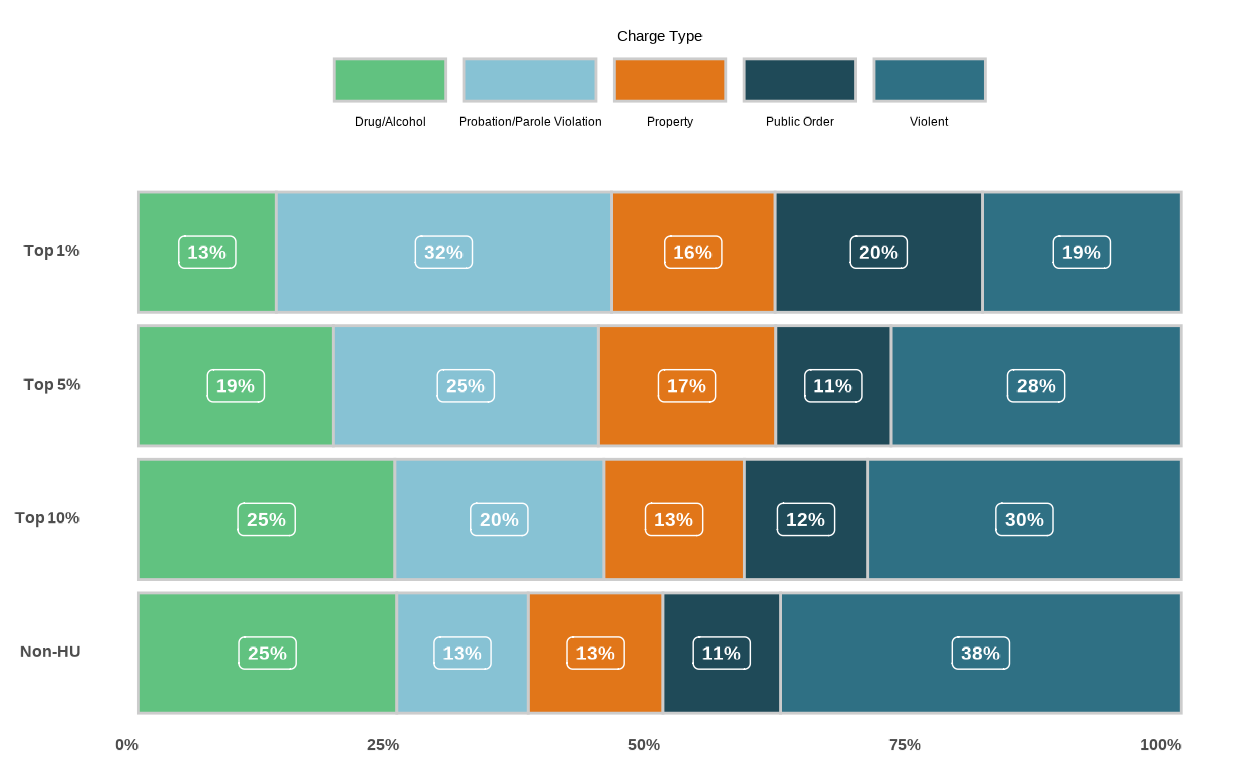 Charge Type
Drug/Alcohol Probation/Parole Violation Property Public Order Violent
Top 1% 13% 32% 16% 20% 19%
Top 5% 19% 25% 17% 11% 28%
Top 10% 25% 20% 13% 12% 30%
Non-HU 25% 13% 13% 11% 38%
0% 25% 50% 75% 100%